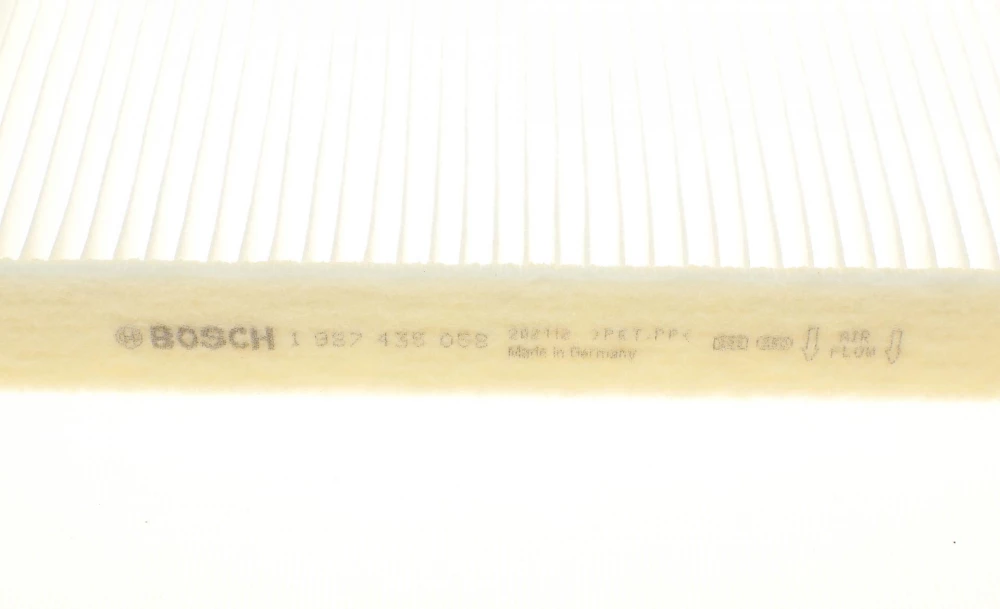 BOSCH 1 987 435 058
202112 >PET.PP<
Made in Germany
AIR
FLOW